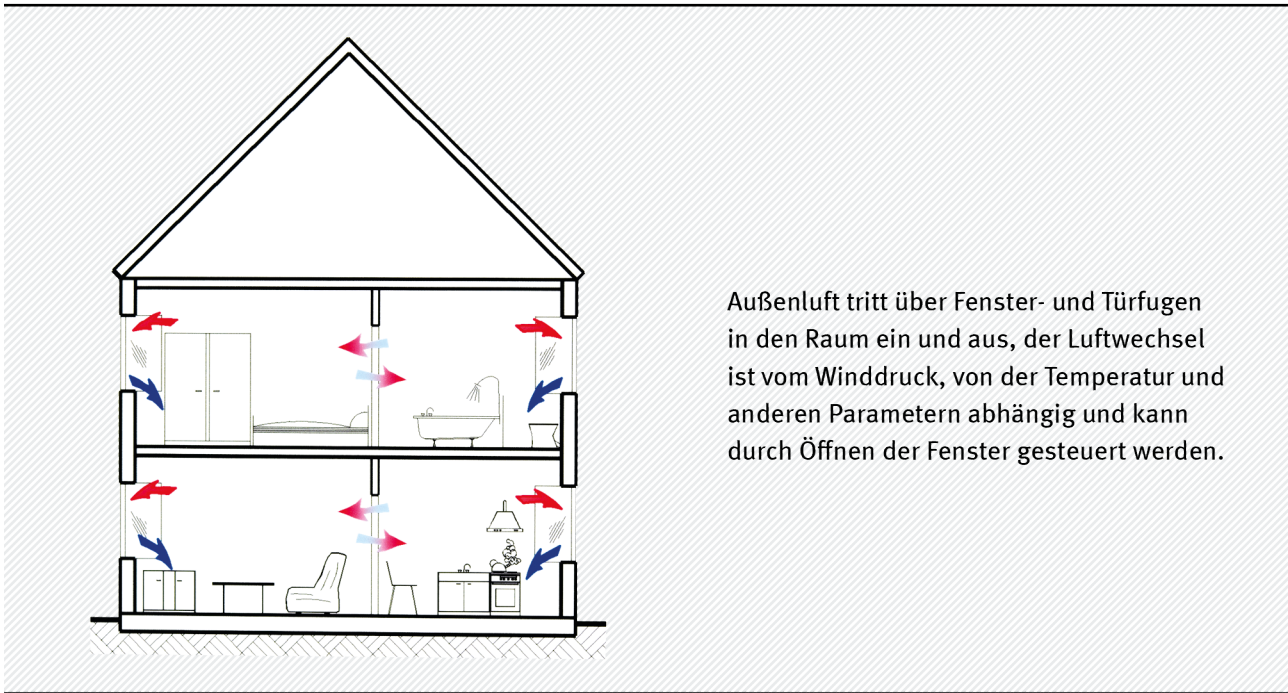 Außenluft tritt über Fenster- und Türfugen
in den Raum ein und aus, der Luftwechsel
ist vom Winddruck, von der Temperatur und
anderen Parametern abhängig und kann
durch Öffnen der Fenster gesteuert werden.